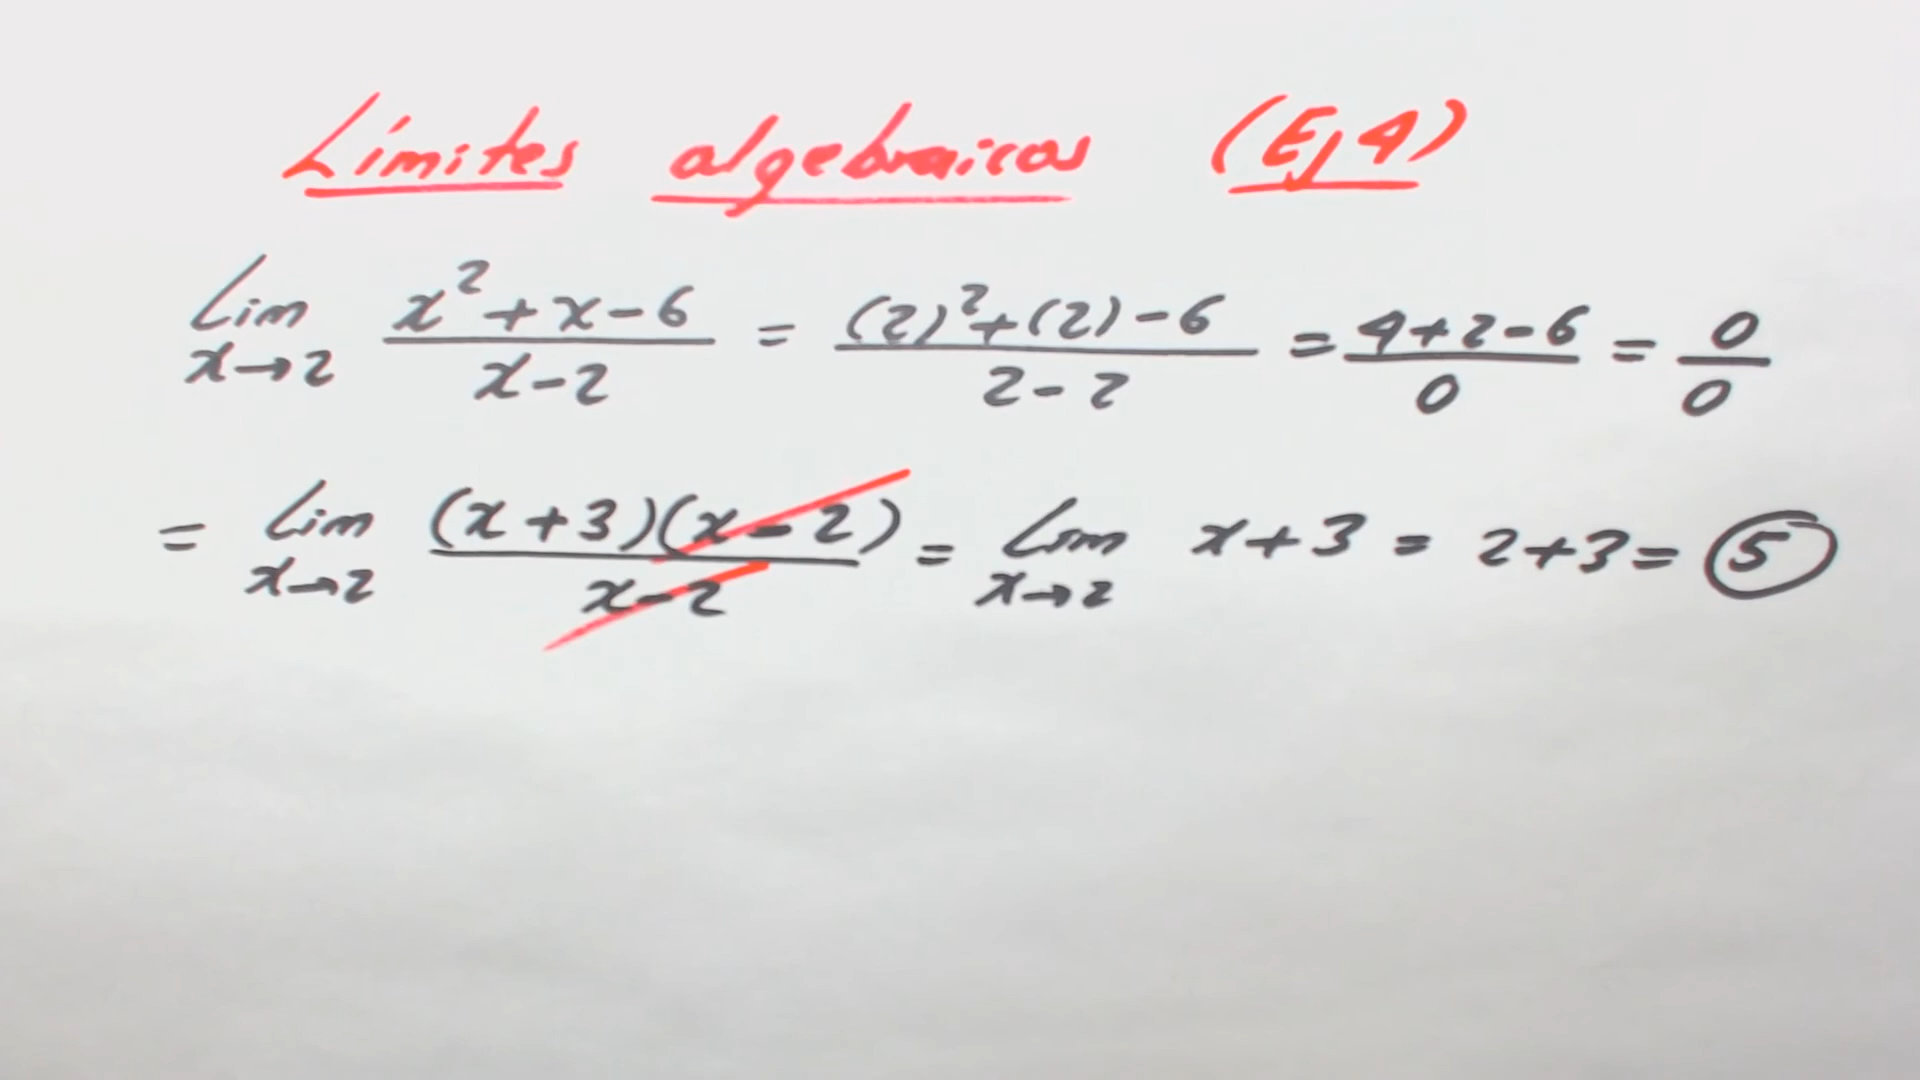 Límites algebraicos (Ej 4)
Lim x→2 (x²+x-6)/(x-2) = ((2)²+(2)-6)/(2-2) = (4+2-6)/0 = 0/0
= Lim x→2 ((x+3)(x-2))/(x-2) = Lim x→2 x+3 = 2+3 = 5